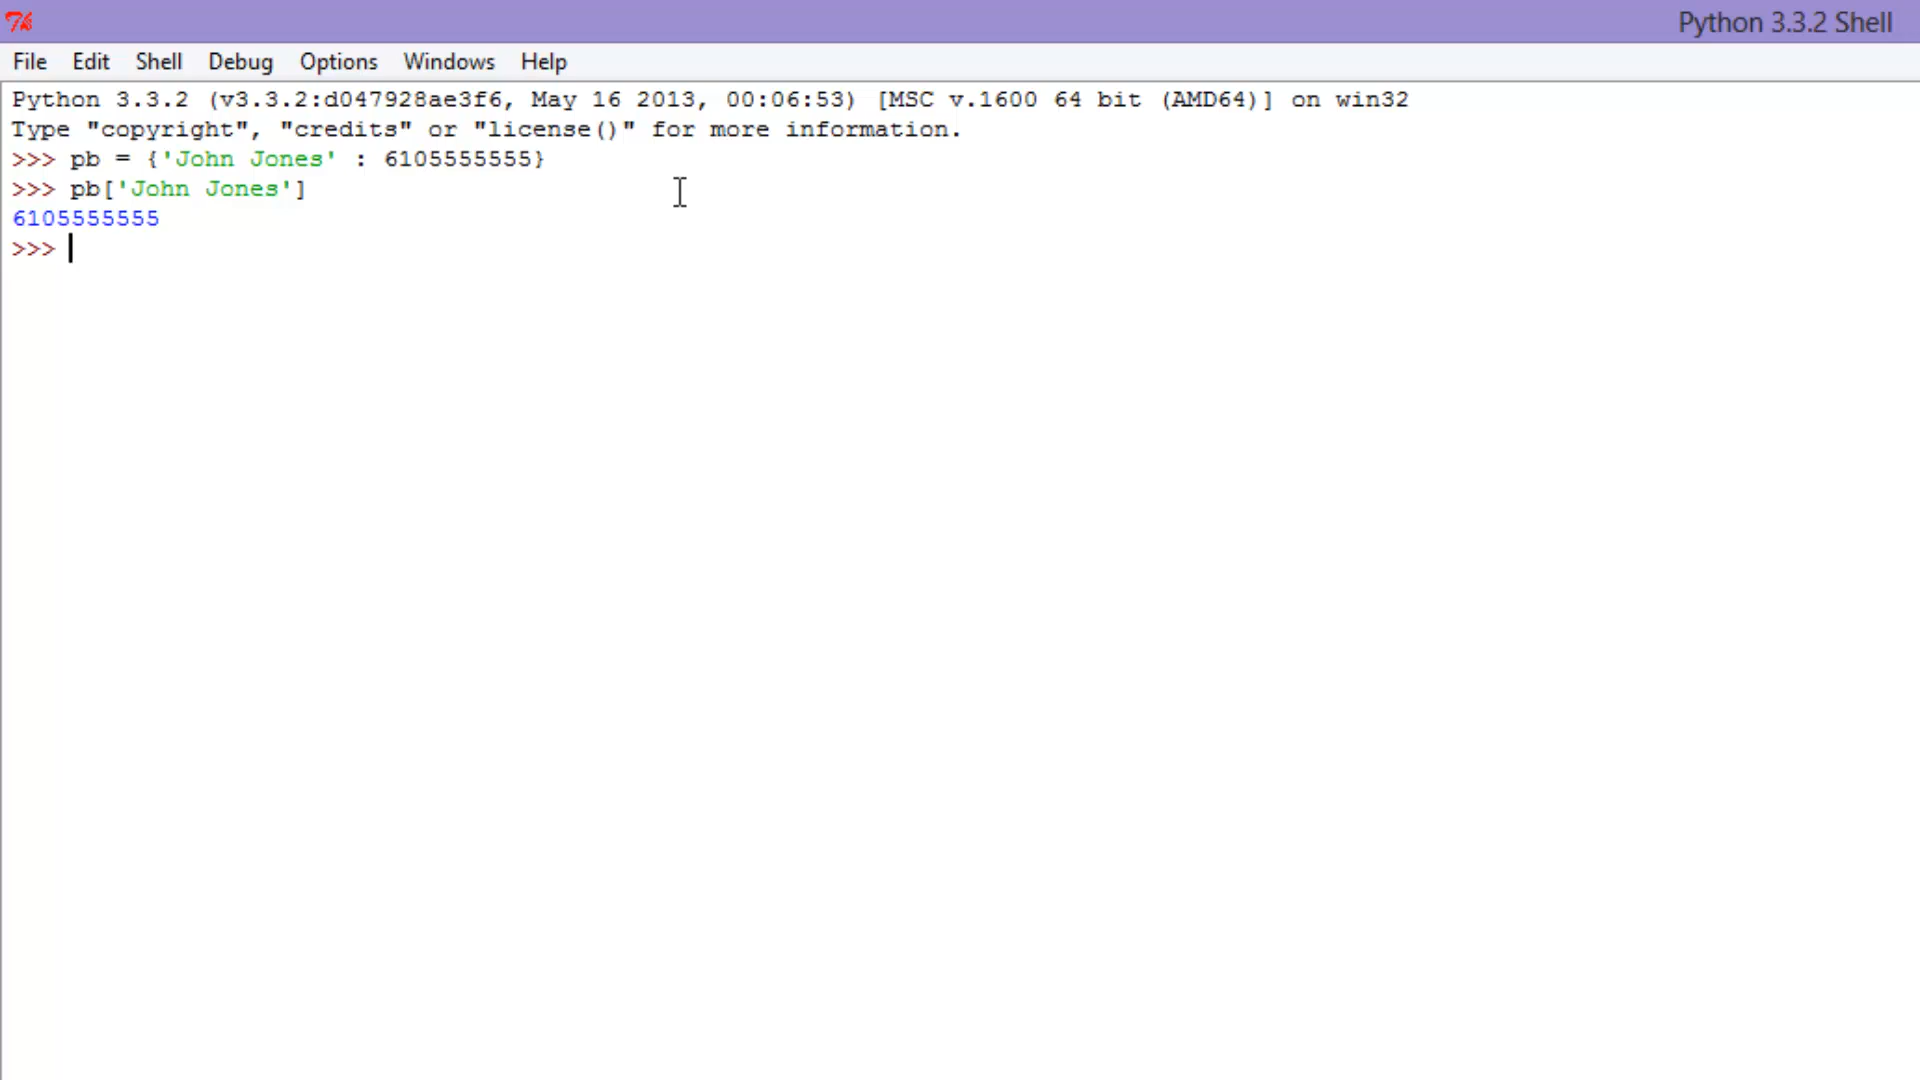 Python 3.3.2 Shell
File Edit Shell Debug Options Windows Help
Python 3.3.2 (v3.3.2:d047928ae3f6, May 16 2013, 00:06:53) [MSC v.1600 64 bit (AMD64)] on win32
Type "copyright", "credits" or "license()" for more information.
>>> pb = {'John Jones' : 6105555555}
>>> pb['John Jones']
6105555555
>>>